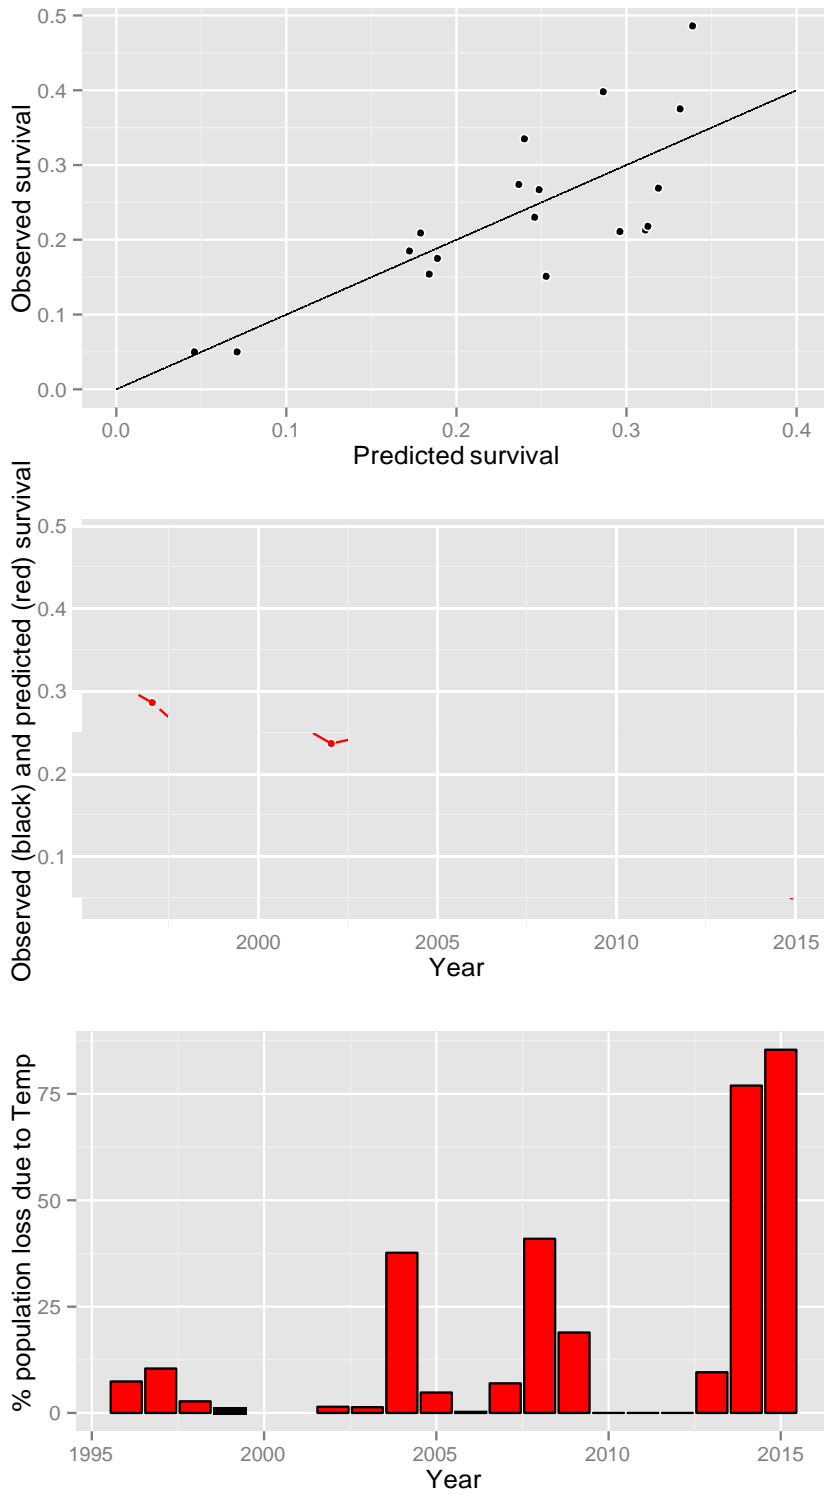 0.5
0.4
0.3
0.2
0.1
0.0
Observed survival
0.0 0.1 0.2 0.3 0.4
Predicted survival
Observed (black) and predicted (red) survival
0.5
0.4
0.3
0.2
0.1
2000 2005 2010 2015
Year
% population loss due to Temp
75
50
25
0
1995 2000 2005 2010 2015
Year